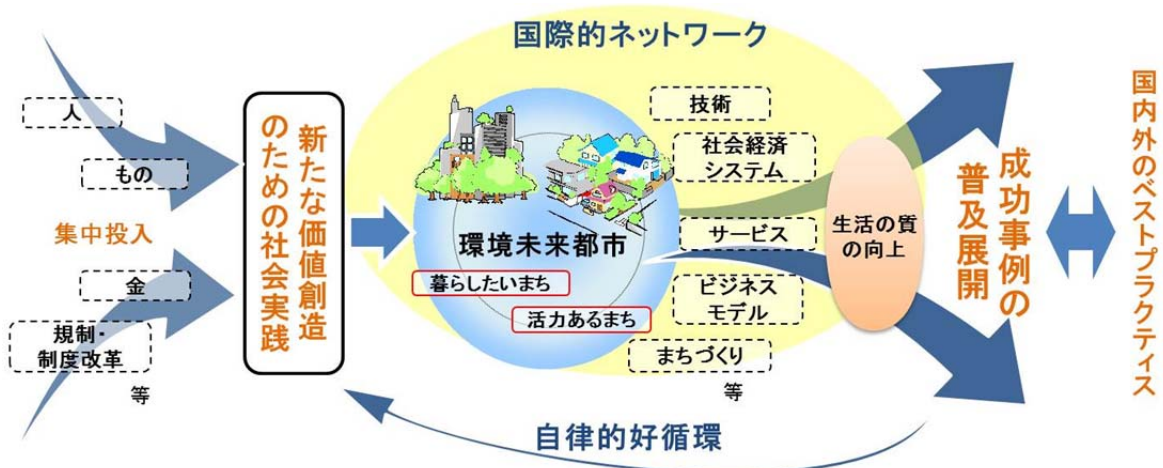 人
もの
集中投入
金
規制・
制度改革
等
新たな価値創造
のための社会実践
国際的ネットワーク
環境未来都市
暮らしたいまち
活力あるまち
技術
社会経済
システム
サービス
ビジネス
モデル
まちづくり
等
生活の質
の向上
成功事例の
普及展開
国内外のベストプラクティス
自律的好循環